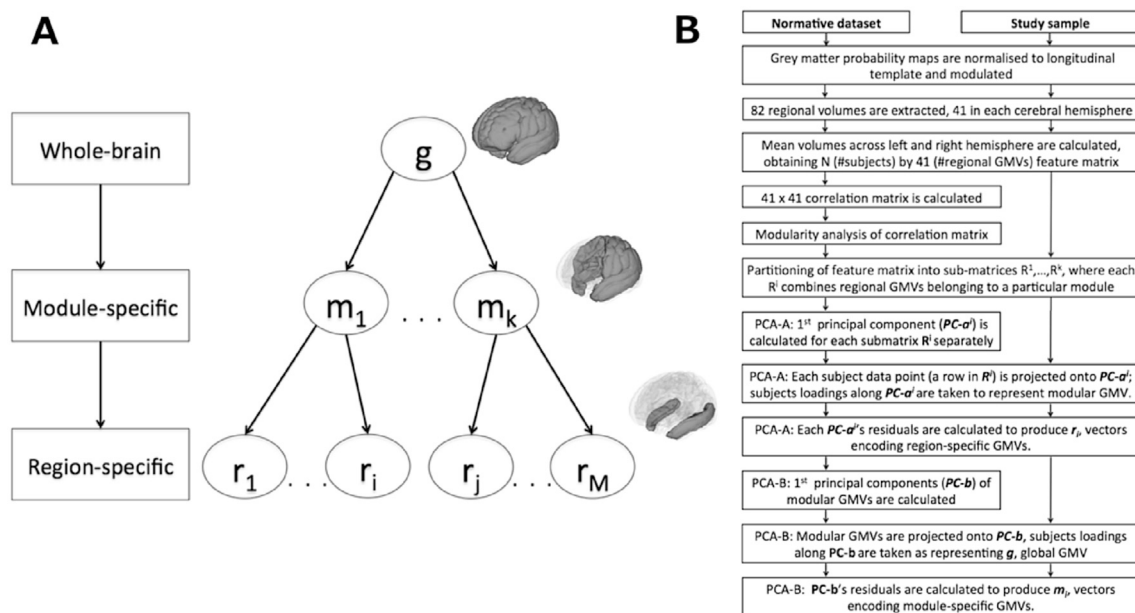 A
Whole-brain
Module-specific
Region-specific
g
m1
. . .
mk
r1
. . .
ri
rj
. . .
rM
B
Normative dataset
Study sample
Grey matter probability maps are normalised to longitudinal
template and modulated
82 regional volumes are extracted, 41 in each cerebral hemisphere
Mean volumes across left and right hemisphere are calculated,
obtaining N (#subjects) by 41 (#regional GMVs) feature matrix
41 x 41 correlation matrix is calculated
Modularity analysis of correlation matrix
Partitioning of feature matrix into sub-matrices R¹,...,Rᵏ, where each
Rⁱ combines regional GMVs belonging to a particular module
PCA-A: 1st principal component (PC-aⁱ) is
calculated for each submatrix Rⁱ separately
PCA-A: Each subject data point (a row in Rⁱ) is projected onto PC-aⁱ;
subjects loadings along PC-aⁱ are taken to represent modular GMV.
PCA-A: Each PC-aⁱ's residuals are calculated to produce ri, vectors
encoding region-specific GMVs.
PCA-B: 1st principal components (PC-b) of
modular GMVs are calculated
PCA-B: Modular GMVs are projected onto PC-b, subjects loadings
along PC-b are taken as representing g, global GMV
PCA-B: PC-b's residuals are calculated to produce mi, vectors
encoding module-specific GMVs.